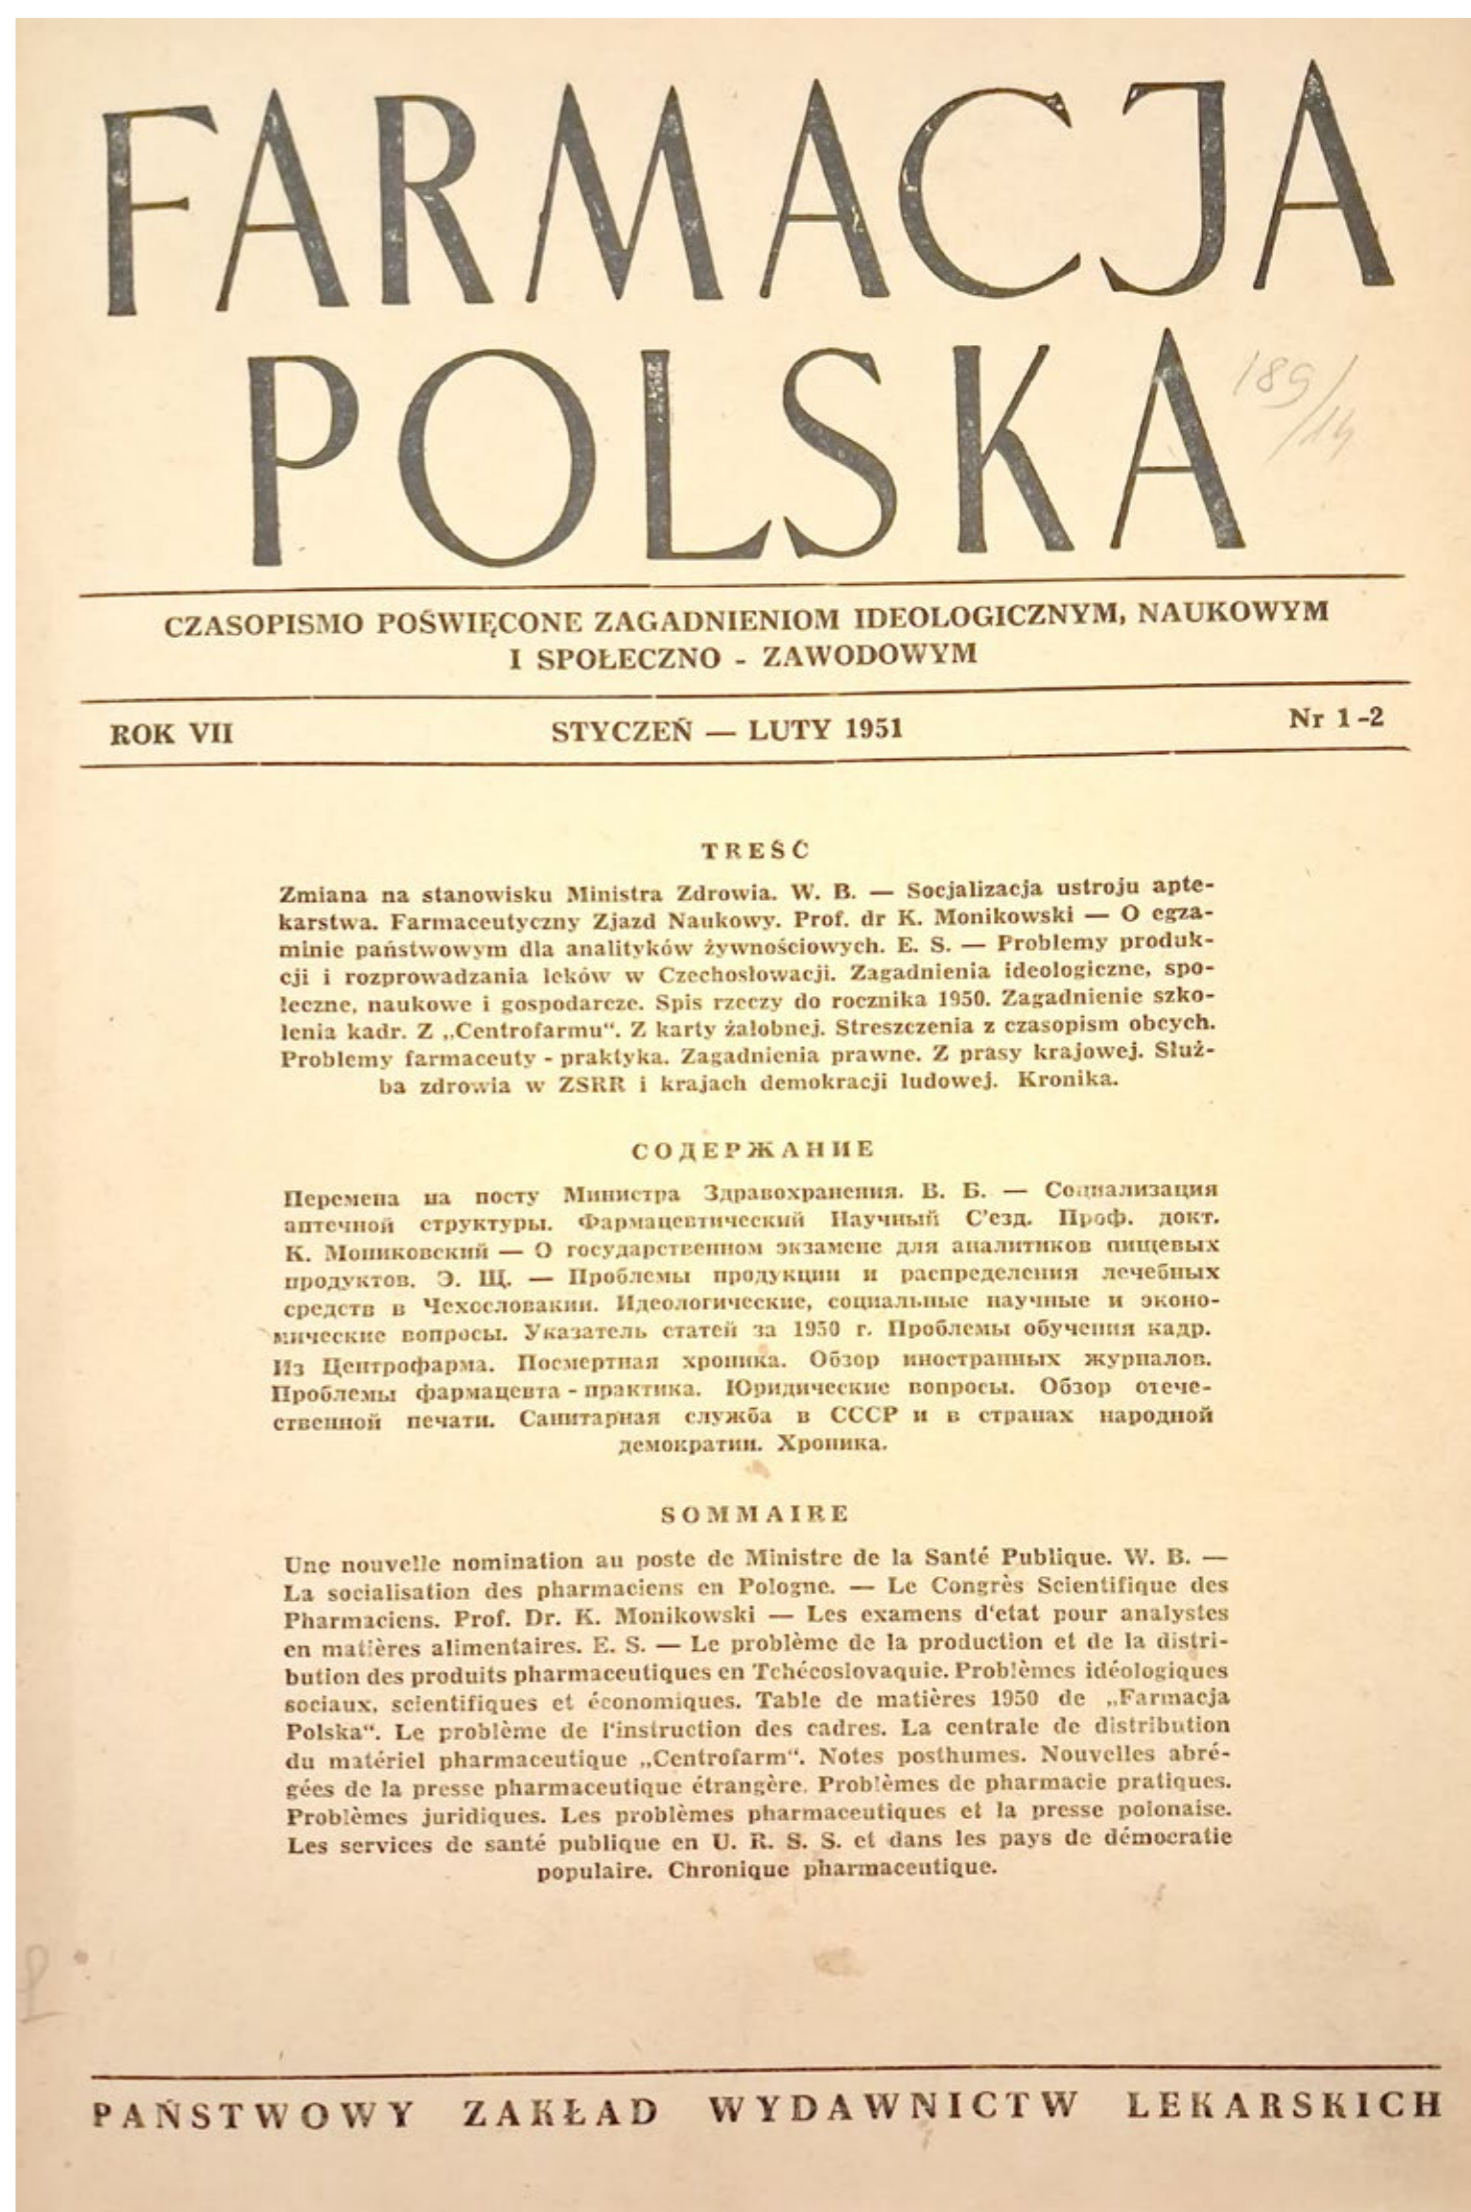 FARMACJA
POLSKA
189/14
CZASOPISMO POŚWIĘCONE ZAGADNIENIOM IDEOLOGICZNYM, NAUKOWYM
I SPOŁECZNO - ZAWODOWYM
ROK VII STYCZEŃ — LUTY 1951 Nr 1-2
TREŚĆ
Zmiana na stanowisku Ministra Zdrowia. W. B. — Socjalizacja ustroju apte-
karstwa. Farmaceutyczny Zjazd Naukowy. Prof. dr K. Monikowski — O egza-
minie państwowym dla analityków żywnościowych. E. S. — Problemy produk-
cji i rozprowadzania leków w Czechosłowacji. Zagadnienia ideologiczne, spo-
łeczne, naukowe i gospodarcze. Spis rzeczy do rocznika 1950. Zagadnienie szko-
lenia kadr. Z „Centrofarmu“. Z karty żałobnej. Streszczenia z czasopism obcych.
Problemy farmaceuty - praktyka. Zagadnienia prawne. Z prasy krajowej. Służ-
ba zdrowia w ZSRR i krajach demokracji ludowej. Kronika.
СОДЕРЖАНИЕ
Перемена на посту Министра Здравохранения. В. Б. — Социализация
аптечной структуры. Фармацевтический Научный С'езд. Проф. докт.
К. Мониковский — О государственном экзамене для аналитиков пищевых
продуктов. Э. Щ. — Проблемы продукции и распределения лечебных
средств в Чехословакии. Идеологические, социальные научные и эконо-
мические вопросы. Указатель статей за 1950 г. Проблемы обучения кадр.
Из Центрофарма. Посмертная хроника. Обзор иностранных журналов.
Проблемы фармацевта - практика. Юридические вопросы. Обзор отече-
ственной печати. Санитарная служба в СССР и в странах народной
демократии. Хроника.
SOMMAIRE
Une nouvelle nomination au poste de Ministre de la Santé Publique. W. B. —
La socialisation des pharmaciens en Pologne. — Le Congrès Scientifique des
Pharmaciens. Prof. Dr. K. Monikowski — Les examens d‘etat pour analystes
en matières alimentaires. E. S. — Le problème de la production et de la distri-
bution des produits pharmaceutiques en Tchécoslovaquie. Problèmes idéologiques
sociaux, scientifiques et économiques. Table de matières 1950 de „Farmacja
Polska“. Le problème de l‘instruction des cadres. La centrale de distribution
du matériel pharmaceutique „Centrofarm“. Notes posthumes. Nouvelles abré-
gées de la presse pharmaceutique étrangère. Problèmes de pharmacie pratiques.
Problèmes juridiques. Les problèmes pharmaceutiques et la presse polonaise.
Les services de santé publique en U. R. S. S. et dans les pays de démocratie
populaire. Chronique pharmaceutique.
PAŃSTWOWY ZAKŁAD WYDAWNICTW LEKARSKICH